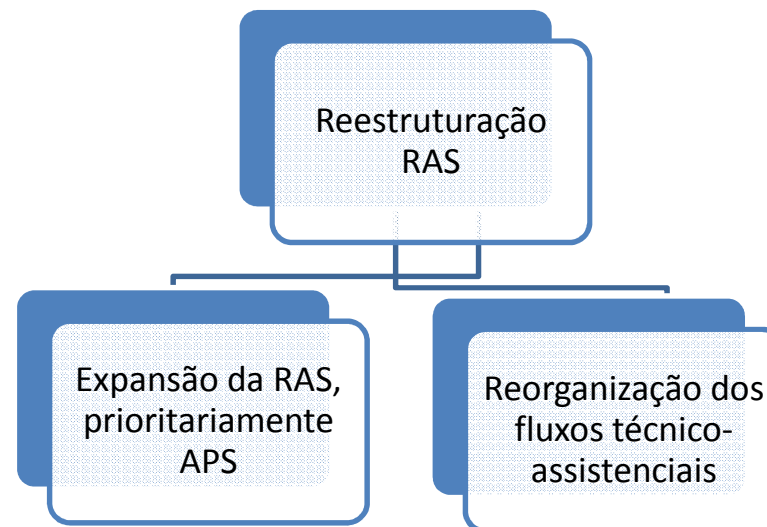 Reestruturação
RAS
Expansão da RAS,
prioritariamente
APS
Reorganização dos
fluxos técnico-
assistenciais